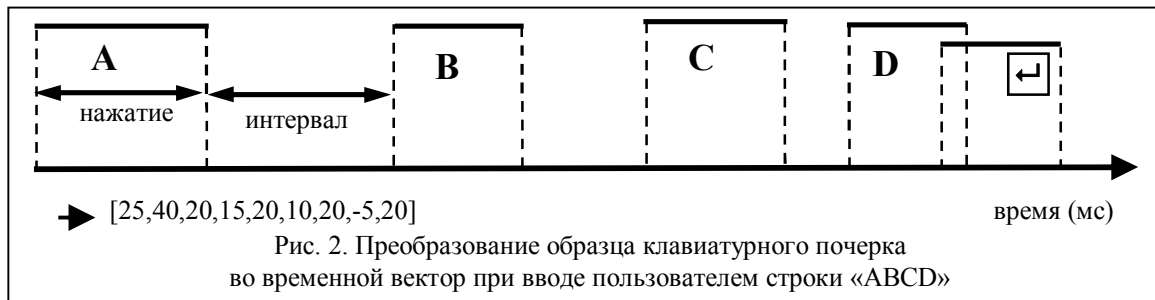 A B C D ↵
нажатие интервал
[25,40,20,15,20,10,20,-5,20] время (мс)
Рис. 2. Преобразование образца клавиатурного почерка
во временной вектор при вводе пользователем строки «ABCD»